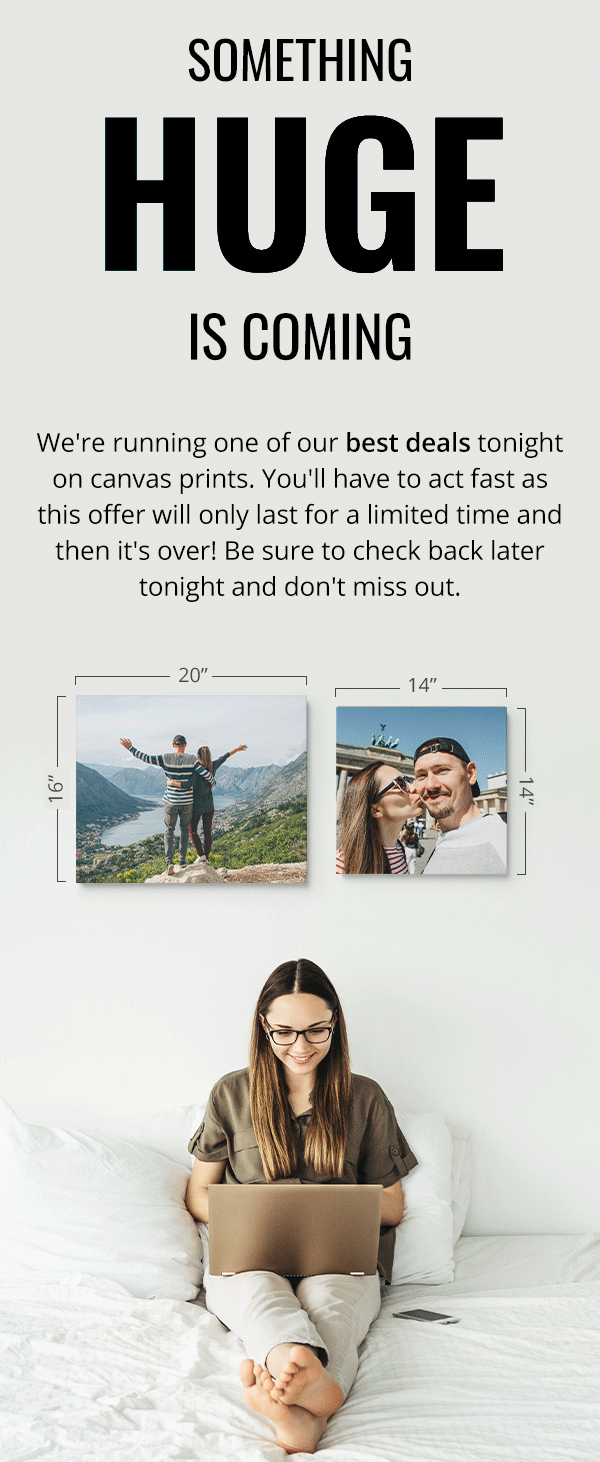 SOMETHING
HUGE
IS COMING
We're running one of our best deals tonight
on canvas prints. You'll have to act fast as
this offer will only last for a limited time and
then it's over! Be sure to check back later
tonight and don't miss out.
20”
14”
16”
14”